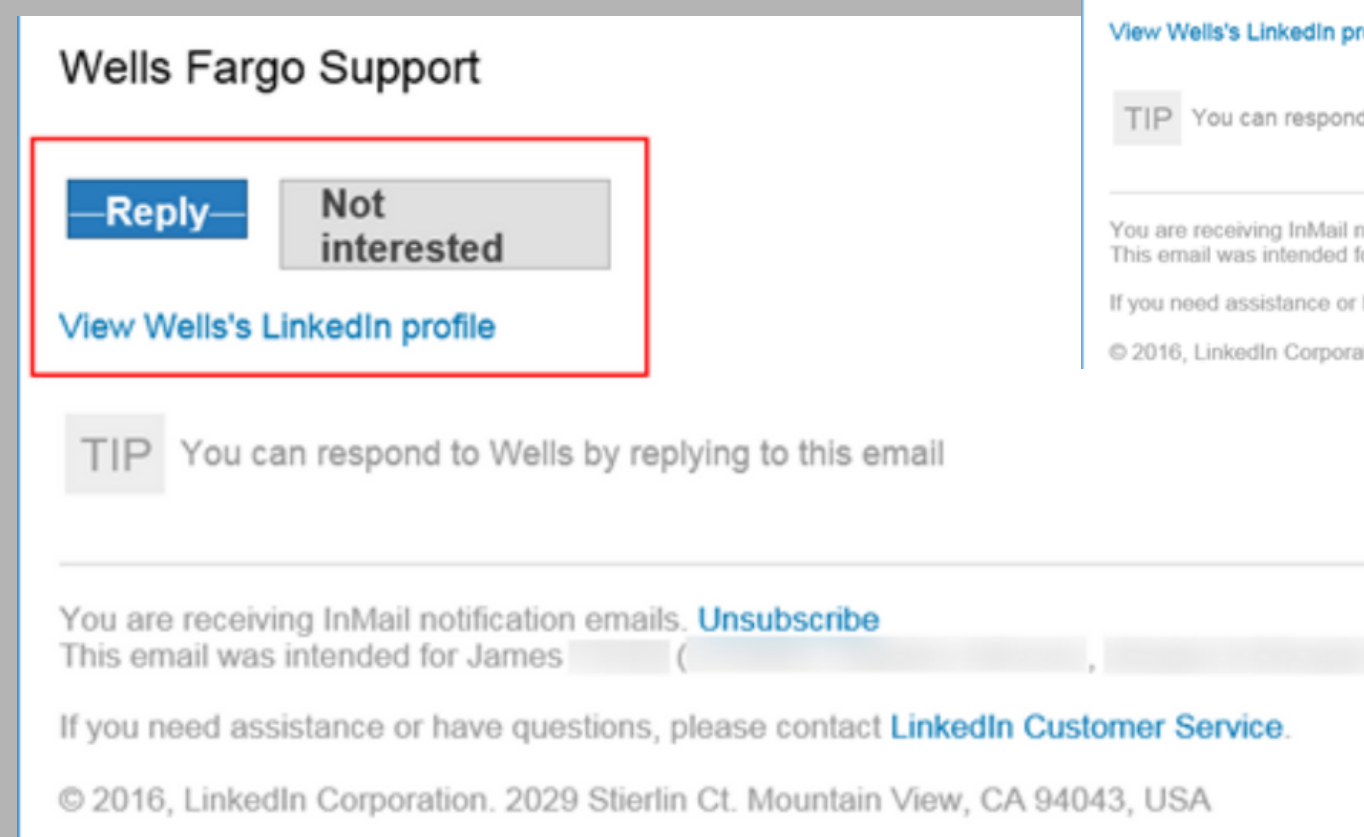 Wells Fargo Support
Reply
Not
interested
View Wells's LinkedIn profile
TIP You can respond to Wells by replying to this email
You are receiving InMail notification emails. Unsubscribe
This email was intended for James ( ,
If you need assistance or have questions, please contact LinkedIn Customer Service.
© 2016, LinkedIn Corporation. 2029 Stierlin Ct. Mountain View, CA 94043, USA
View Wells's LinkedIn pr
TIP You can respond
You are receiving InMail n
This email was intended fo
If you need assistance or
© 2016, LinkedIn Corpora